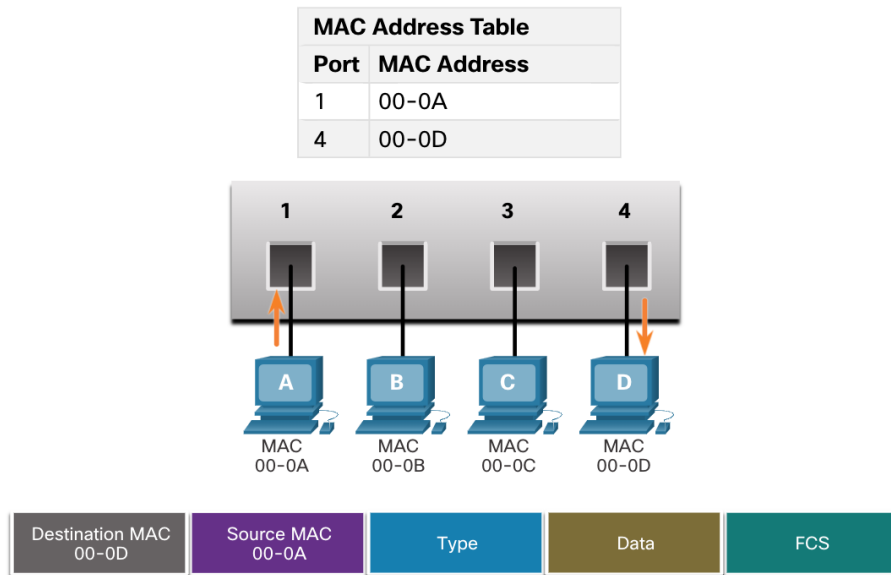 MAC Address Table
Port MAC Address
1 00-0A
4 00-0D
1 2 3 4
A B C D
MAC MAC MAC MAC
00-0A 00-0B 00-0C 00-0D
Destination MAC Source MAC Type Data FCS
00-0D 00-0A